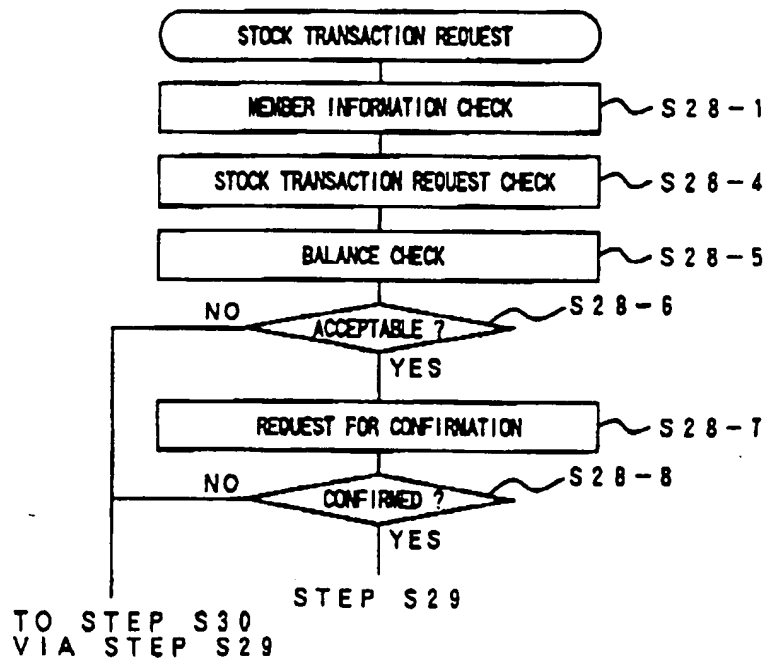 STOCK TRANSACTION REQUEST
MEMBER INFORMATION CHECK
S28-1
STOCK TRANSACTION REQUEST CHECK
S28-4
BALANCE CHECK
S28-5
S28-6
NO
ACCEPTABLE ?
YES
REQUEST FOR CONFIRMATION
S28-7
S28-8
NO
CONFIRMED ?
YES
STEP S29
TO STEP S30
VIA STEP S29